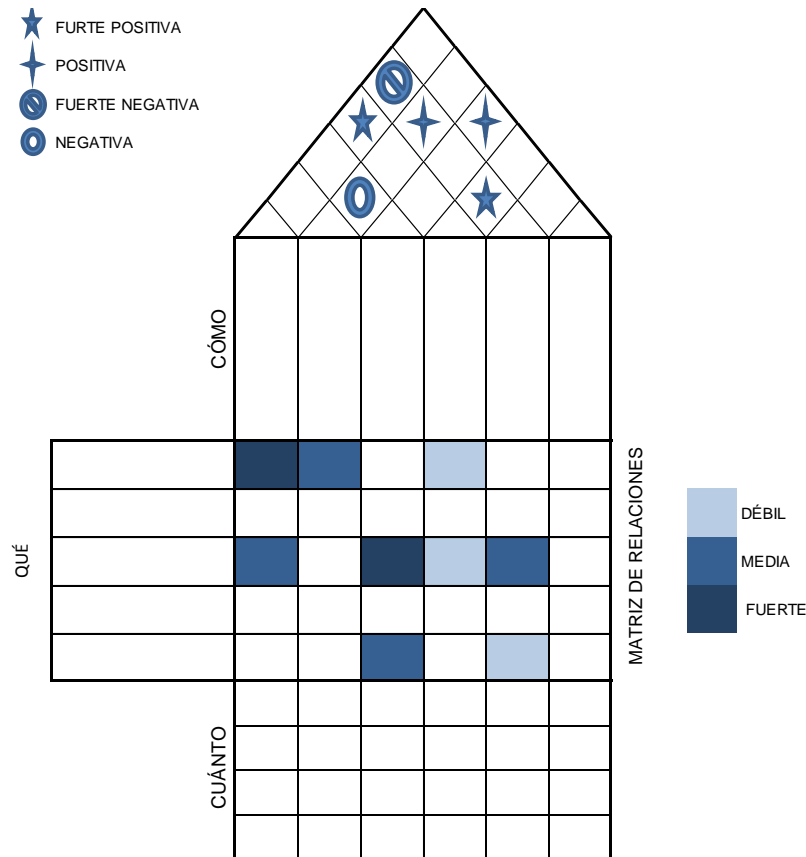 FURTE POSITIVA
POSITIVA
FUERTE NEGATIVA
NEGATIVA
CÓMO
QUÉ
MATRIZ DE RELACIONES
DÉBIL
MEDIA
FUERTE
CUÁNTO